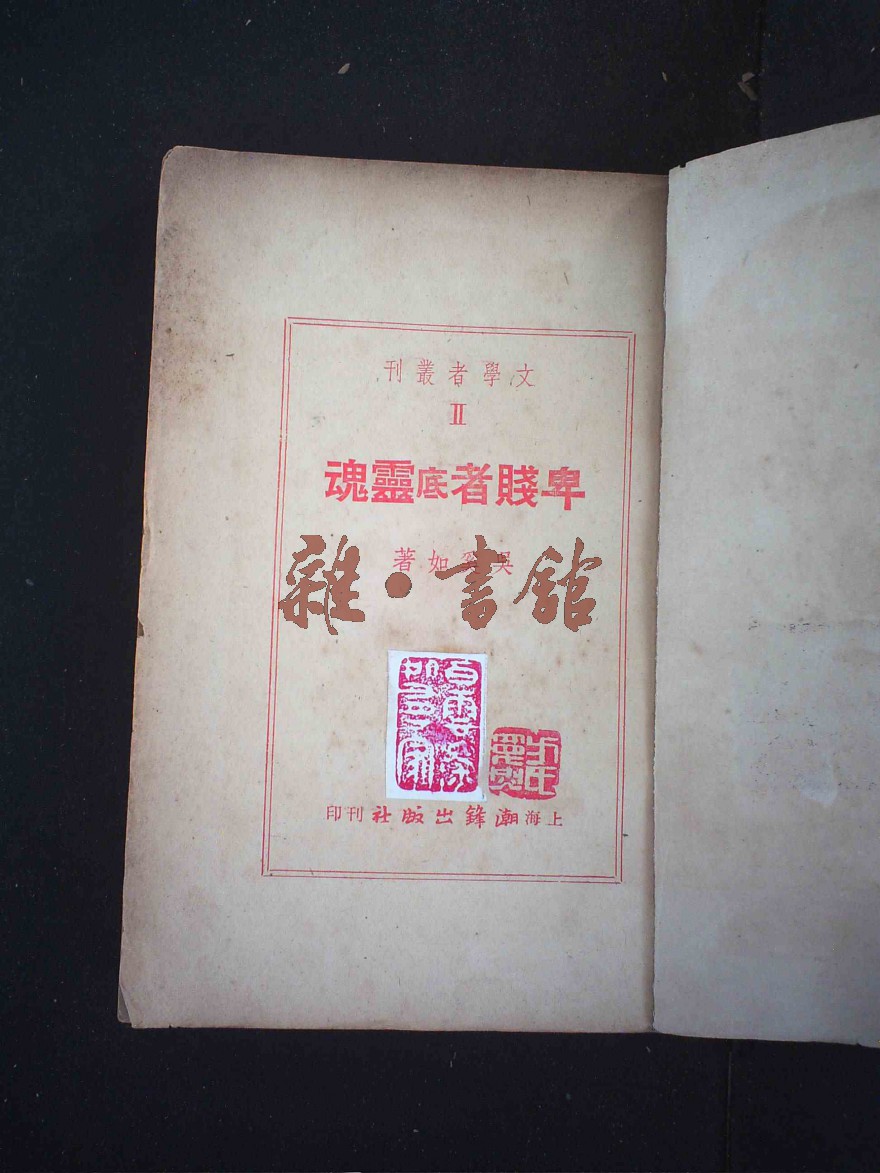 文學者叢刊
II
卑賤者底靈魂
吳奚如著
雜·書館
上海潮鋒出版社刊印